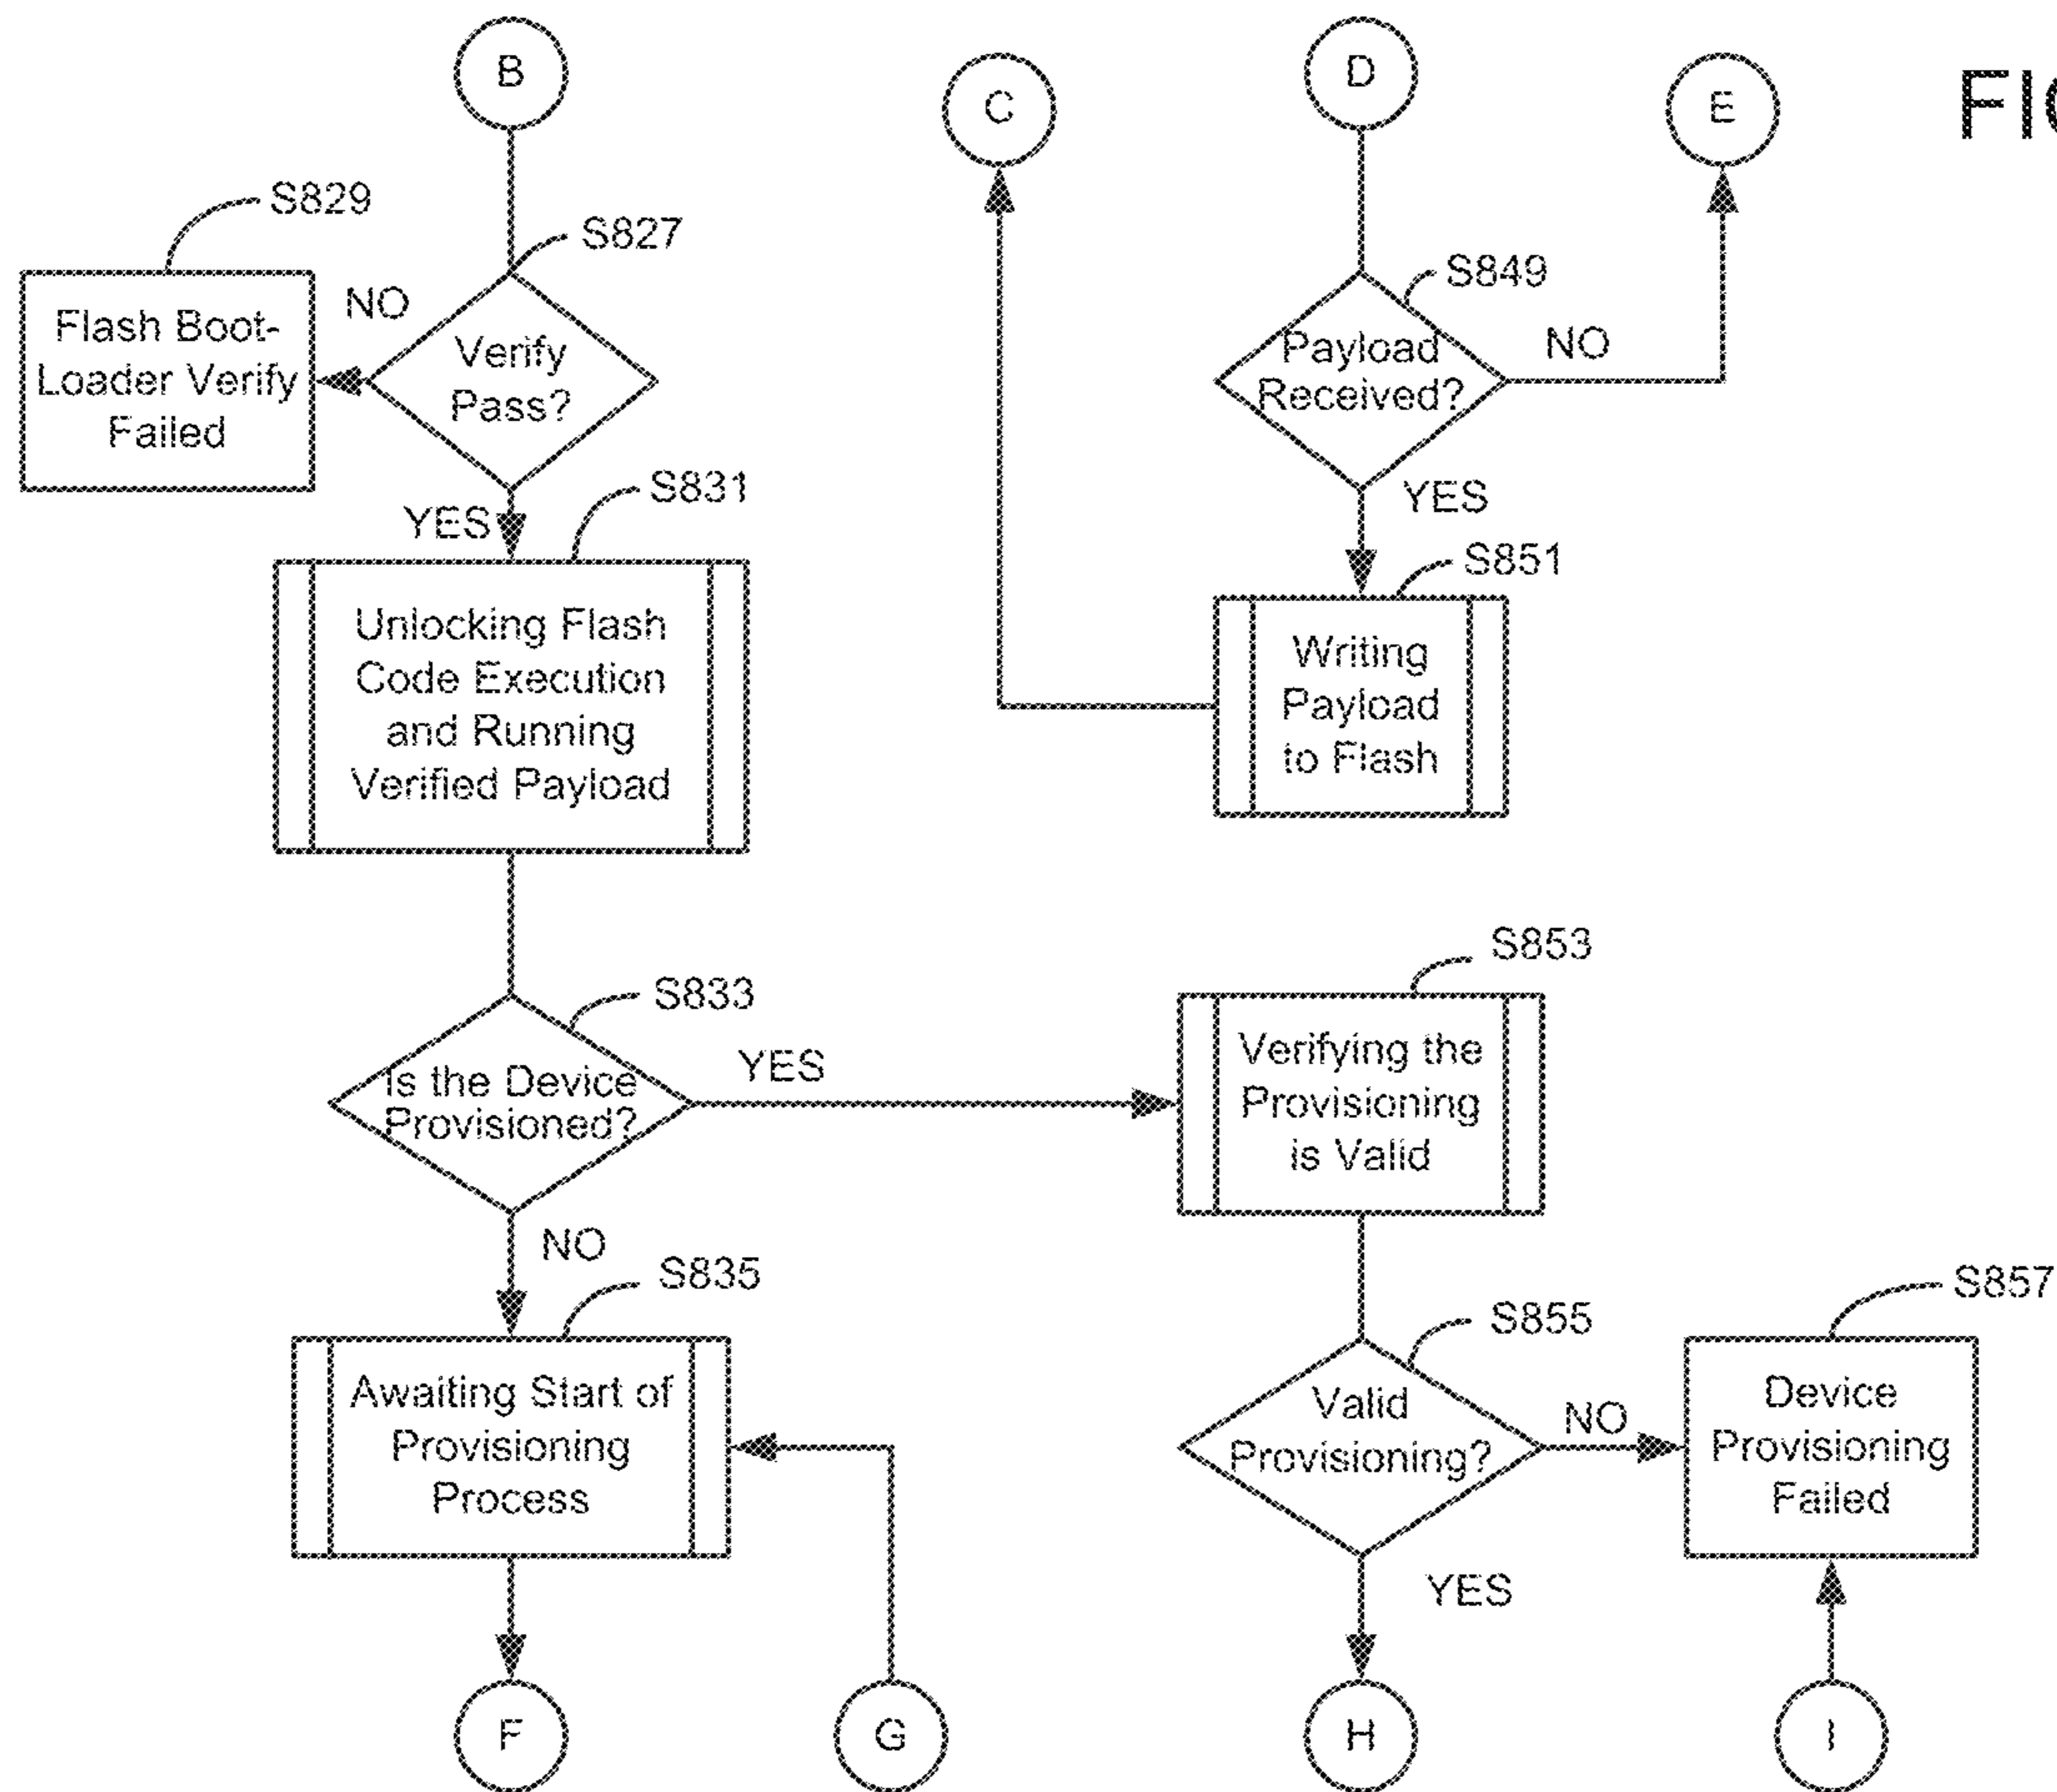 B
C
D
E
FIG
S829
S827
S849
NO
Flash Boot-
Loader Verify
Failed
Verify
Pass?
Payload
Received?
NO
YES
S831
YES
S851
Unlocking Flash
Code Execution
and Running
Verified Payload
Writing
Payload
to Flash
S833
S853
Is the Device
Provisioned?
YES
Verifying the
Provisioning
is Valid
NO
S835
S855
S857
Awaiting Start of
Provisioning
Process
Valid
Provisioning?
NO
Device
Provisioning
Failed
YES
F
G
H
I